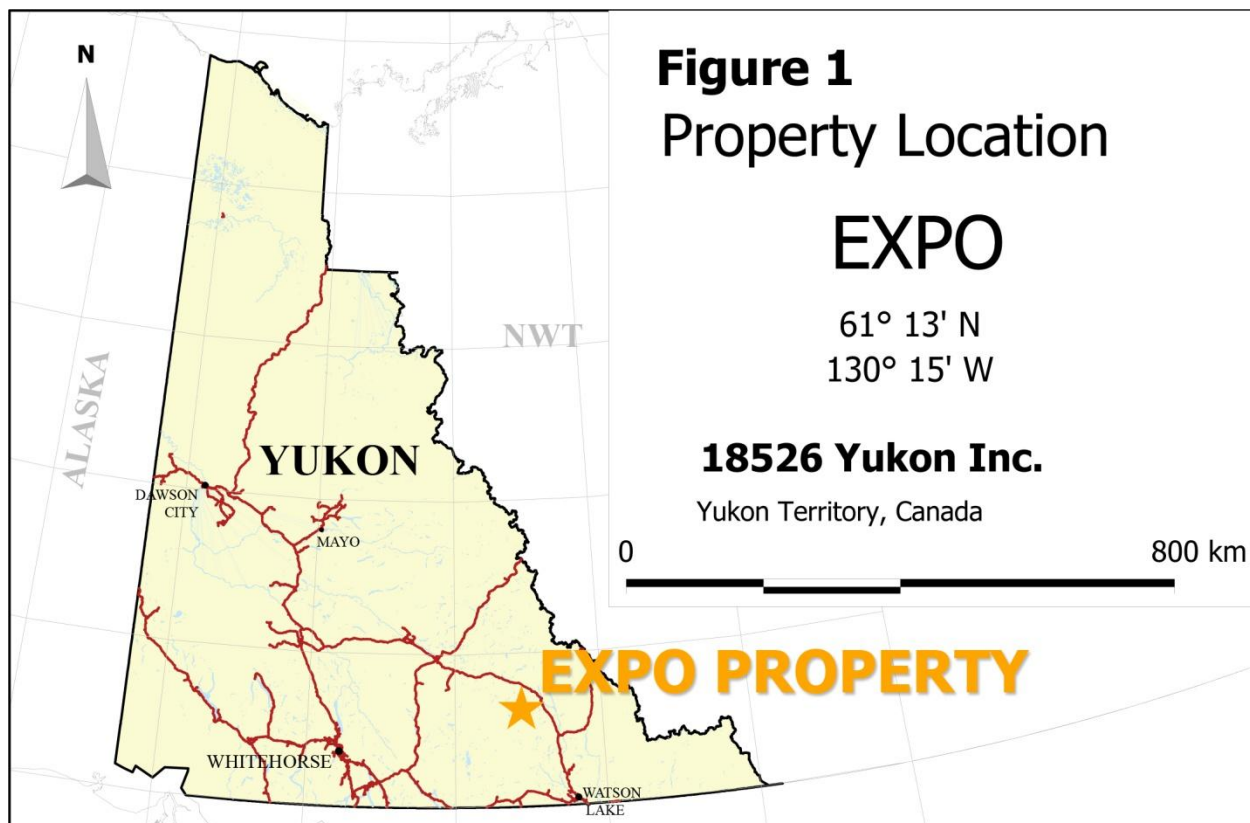 N
Figure 1
Property Location
EXPO
61° 13' N
130° 15' W
18526 Yukon Inc.
Yukon Territory, Canada
0 800 km
NWT
ALASKA
YUKON
DAWSON
CITY
MAYO
EXPO PROPERTY
WHITEHORSE
WATSON
LAKE